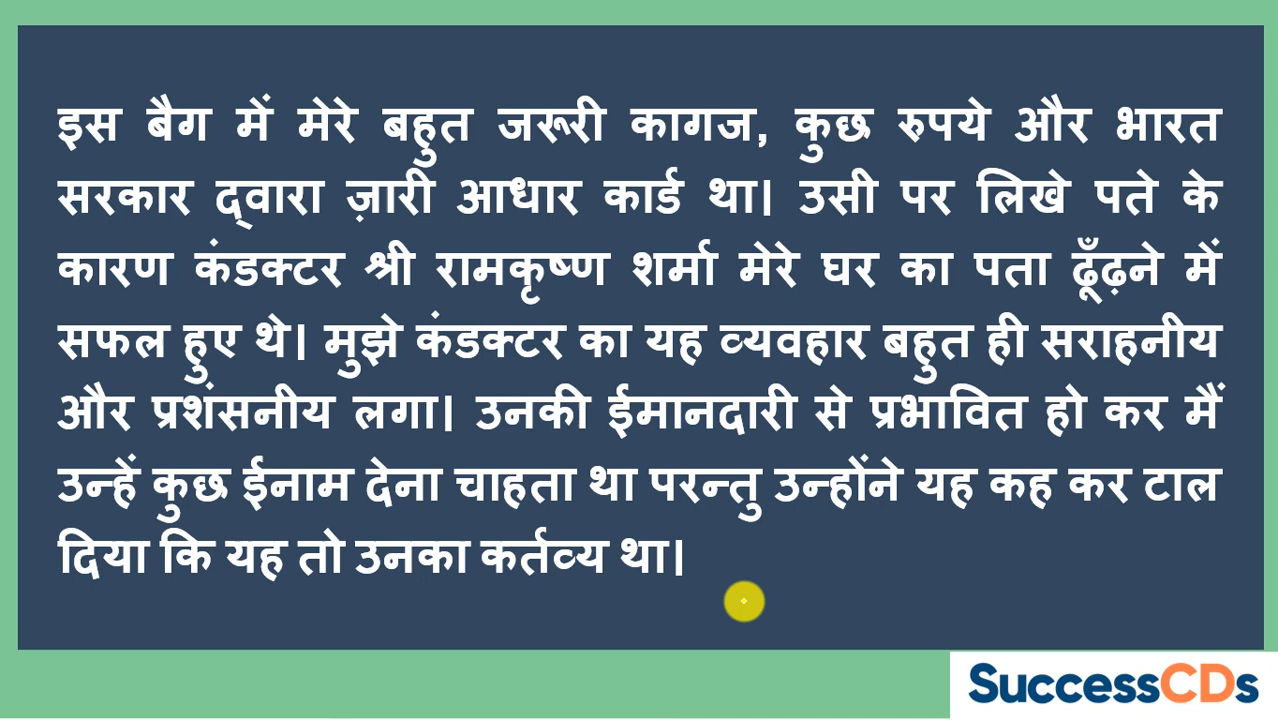 इस बैग में मेरे बहुत जरूरी कागज, कुछ रुपये और भारत
सरकार द्वारा ज़ारी आधार कार्ड था। उसी पर लिखे पते के
कारण कंडक्टर श्री रामकृष्ण शर्मा मेरे घर का पता ढूँढ़ने में
सफल हुए थे। मुझे कंडक्टर का यह व्यवहार बहुत ही सराहनीय
और प्रशंसनीय लगा। उनकी ईमानदारी से प्रभावित हो कर मैं
उन्हें कुछ ईनाम देना चाहता था परन्तु उन्होंने यह कह कर टाल
दिया कि यह तो उनका कर्तव्य था।
SuccessCDs